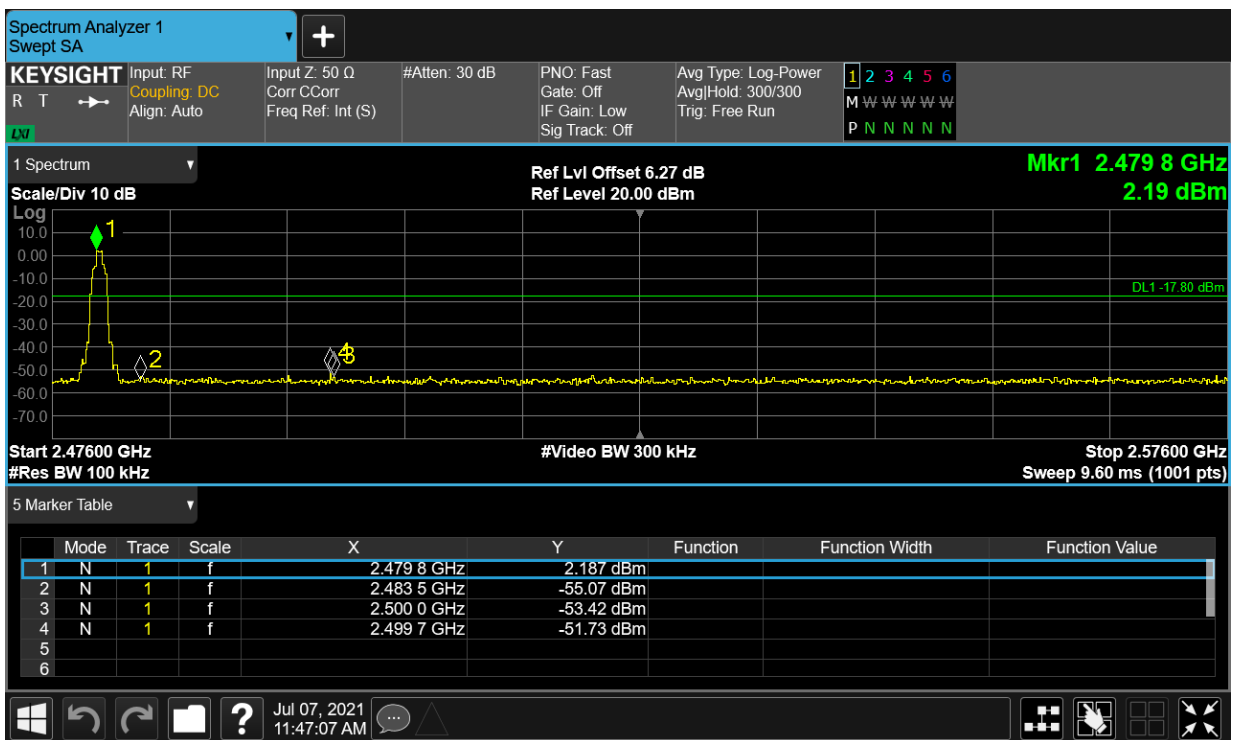 Spectrum Analyzer 1
Swept SA
+
KEYSIGHT
R T
LXI
Input: RF
Coupling: DC
Align: Auto
Input Z: 50 Ω
Corr CCorr
Freq Ref: Int (S)
#Atten: 30 dB
PNO: Fast
Gate: Off
IF Gain: Low
Sig Track: Off
Avg Type: Log-Power
Avg|Hold: 300/300
Trig: Free Run
1 2 3 4 5 6
M W W W W W
P N N N N N
1 Spectrum
Scale/Div 10 dB
Ref Lvl Offset 6.27 dB
Ref Level 20.00 dBm
Mkr1 2.479 8 GHz
2.19 dBm
Log
10.0
0.00
-10.0
-20.0
-30.0
-40.0
-50.0
-60.0
-70.0
1
DL1 -17.80 dBm
2
4
3
Start 2.47600 GHz
#Video BW 300 kHz
Stop 2.57600 GHz
#Res BW 100 kHz
Sweep 9.60 ms (1001 pts)
5 Marker Table
Mode Trace Scale X Y Function Function Width Function Value
1 N 1 f 2.479 8 GHz 2.187 dBm
2 N 1 f 2.483 5 GHz -55.07 dBm
3 N 1 f 2.500 0 GHz -53.42 dBm
4 N 1 f 2.499 7 GHz -51.73 dBm
5
6
?
Jul 07, 2021
11:47:07 AM